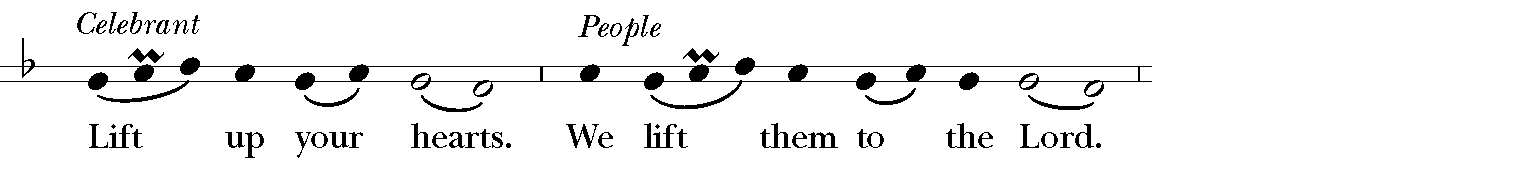 Celebrant People
Lift up your hearts. We lift them to the Lord.